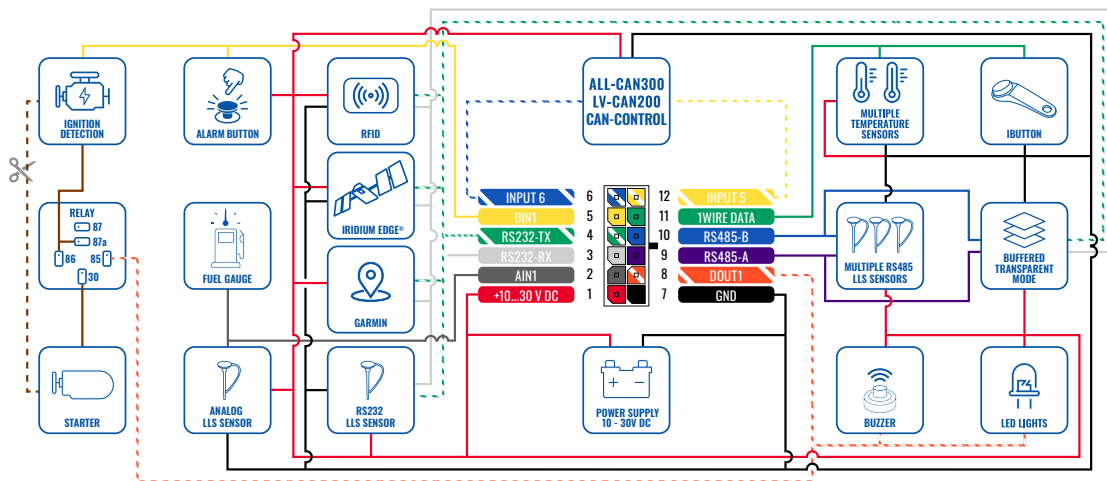 IGNITION
DETECTION
ALARM BUTTON
RFID
ALL-CAN300
LV-CAN200
CAN-CONTROL
MULTIPLE
TEMPERATURE
SENSORS
IBUTTON
RELAY
87
87a
86
85
30
FUEL GAUGE
IRIDIUM EDGE®
GARMIN
INPUT 6
6
12
INPUT 5
DIN1
5
11
1WIRE DATA
RS232-TX
4
10
RS485-B
RS232-RX
3
9
RS485-A
AIN1
2
8
DOUT1
+10...30 V DC
1
7
GND
MULTIPLE RS485
LLS SENSORS
BUFFERED
TRANSPARENT
MODE
STARTER
ANALOG
LLS SENSOR
RS232
LLS SENSOR
POWER SUPPLY
10 - 30V DC
BUZZER
LED LIGHTS